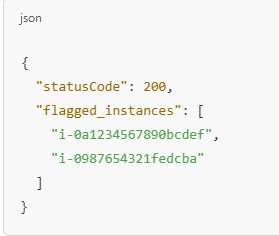 json
{
"statusCode": 200,
"flagged_instances": [
"i-0a1234567890bcdef",
"i-0987654321fedcba"
]
}